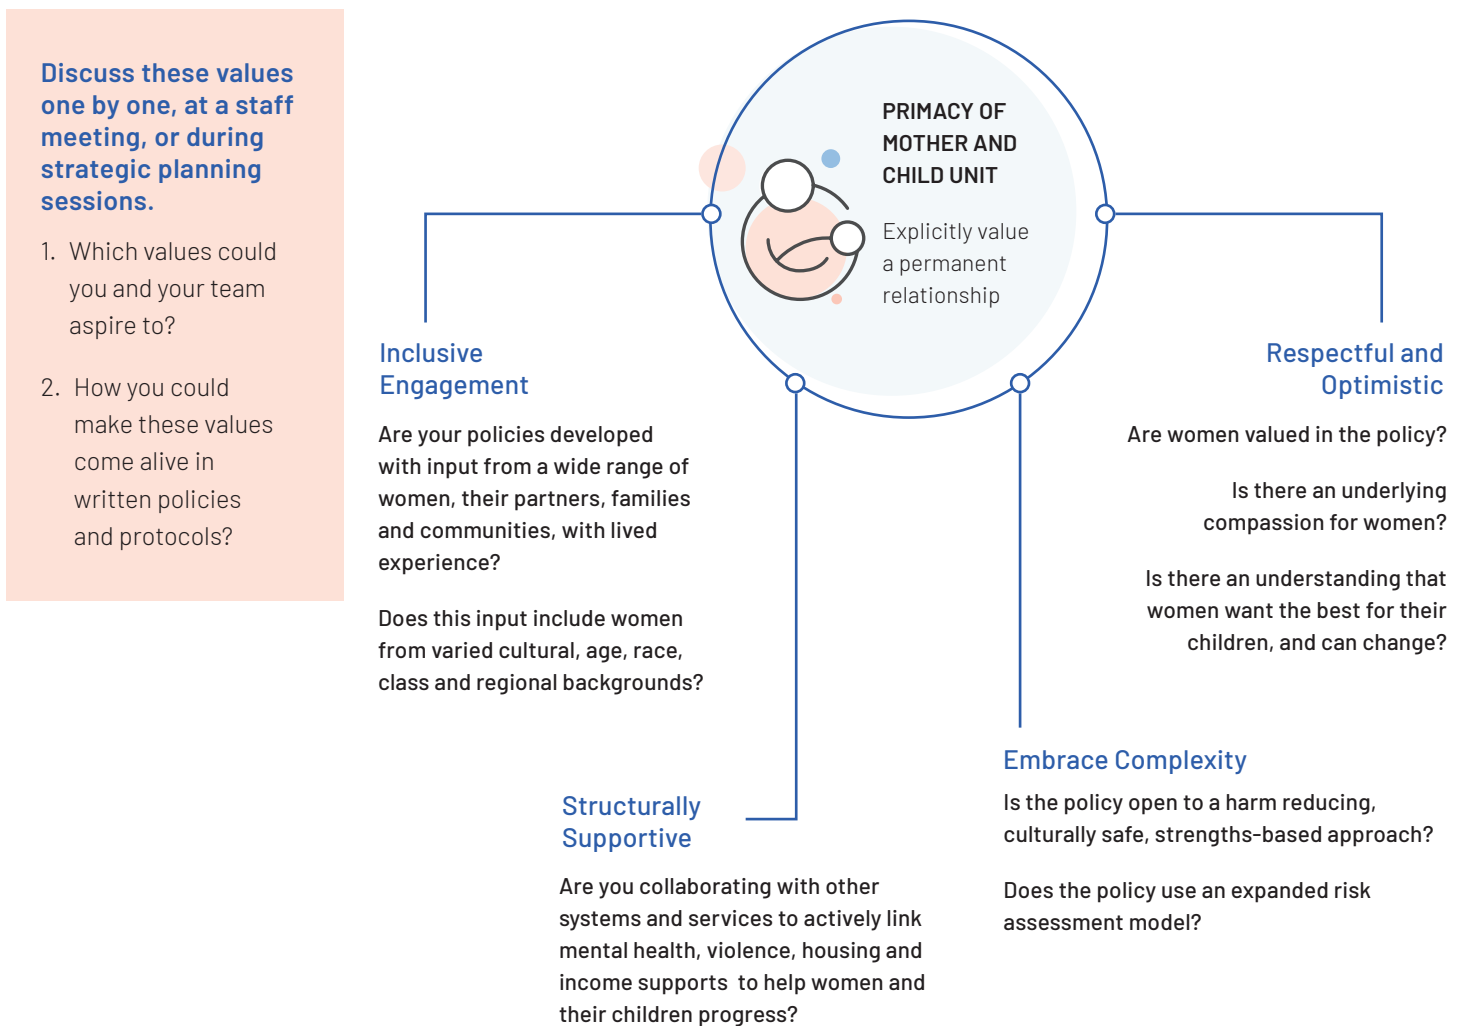 Discuss these values
one by one, at a staff
meeting, or during
strategic planning
sessions.
1. Which values could
you and your team
aspire to?
2. How you could
make these values
come alive in
written policies
and protocols?
PRIMACY OF
MOTHER AND
CHILD UNIT
Explicitly value
a permanent
relationship
Inclusive
Engagement
Are your policies developed
with input from a wide range of
women, their partners, families
and communities, with lived
experience?
Does this input include women
from varied cultural, age, race,
class and regional backgrounds?
Respectful and
Optimistic
Are women valued in the policy?
Is there an underlying
compassion for women?
Is there an understanding that
women want the best for their
children, and can change?
Structurally
Supportive
Are you collaborating with other
systems and services to actively link
mental health, violence, housing and
income supports  to help women and
their children progress?
Embrace Complexity
Is the policy open to a harm reducing,
culturally safe, strengths-based approach?
Does the policy use an expanded risk
assessment model?